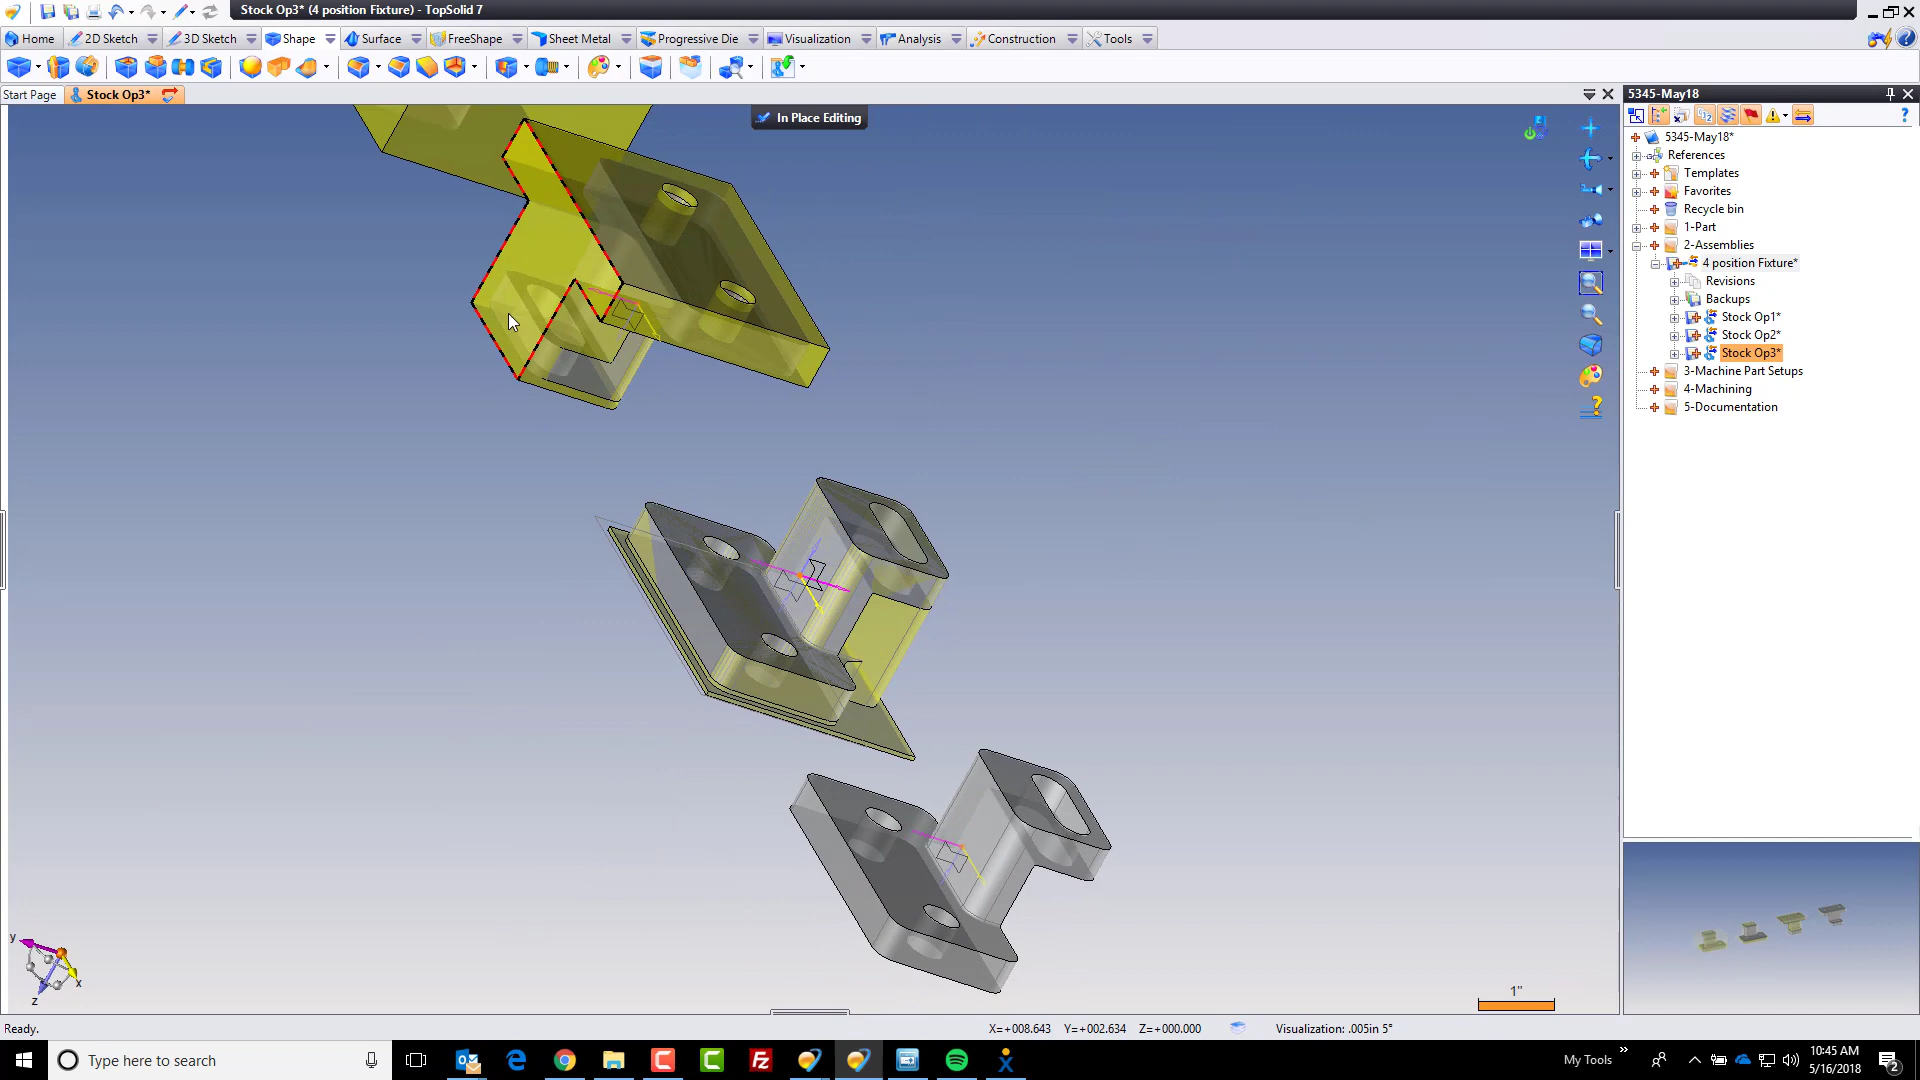 Stock Op3* (4 position Fixture*) - TopSolid 7
Home
2D Sketch
3D Sketch
Shape
Surface
FreeShape
Sheet Metal
Progressive Die
Visualization
Analysis
Construction
Tools
Start Page
Stock Op3*
5345-May18
In Place Editing
5345-May18*
References
Templates
Favorites
Recycle bin
1-Part
2-Assemblies
4 position Fixture*
Revisions
Backups
Stock Op1*
Stock Op2*
Stock Op3*
3-Machine Part Setups
4-Machining
5-Documentation
y
x
z
1"
Ready.
X=+008.643 Y=+002.634 Z=+000.000
Visualization: .005in 5°
Type here to search
My Tools
10:45 AM
5/16/2018
2